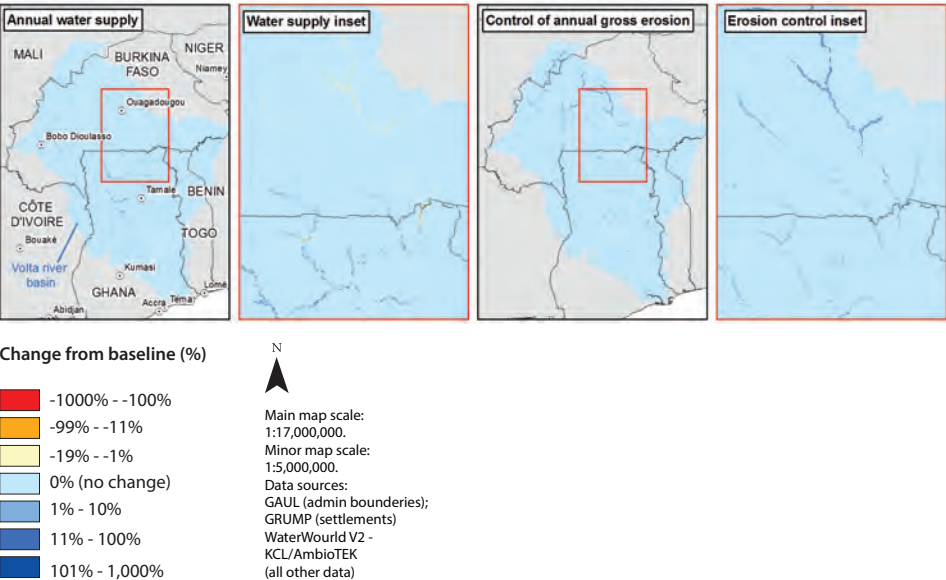 Annual water supply
Water supply inset
Control of annual gross erosion
Erosion control inset
MALI
BURKINA
FASO
NIGER
Niamey
Ouagadougou
Bobo Dioulasso
Tamale
BENIN
CÔTE
D'IVOIRE
TOGO
Bouaké
Volta river
basin
Kumasi
GHANA
Lomé
Accra
Tema
Abidjan
Change from baseline (%)
-1000% - -100%
-99% - -11%
-19% - -1%
0% (no change)
1% - 10%
11% - 100%
101% - 1,000%
N
Main map scale:
1:17,000,000.
Minor map scale:
1:5,000,000.
Data sources:
GAUL (admin bounderies);
GRUMP (settlements)
WaterWourld V2 -
KCL/AmbioTEK
(all other data)